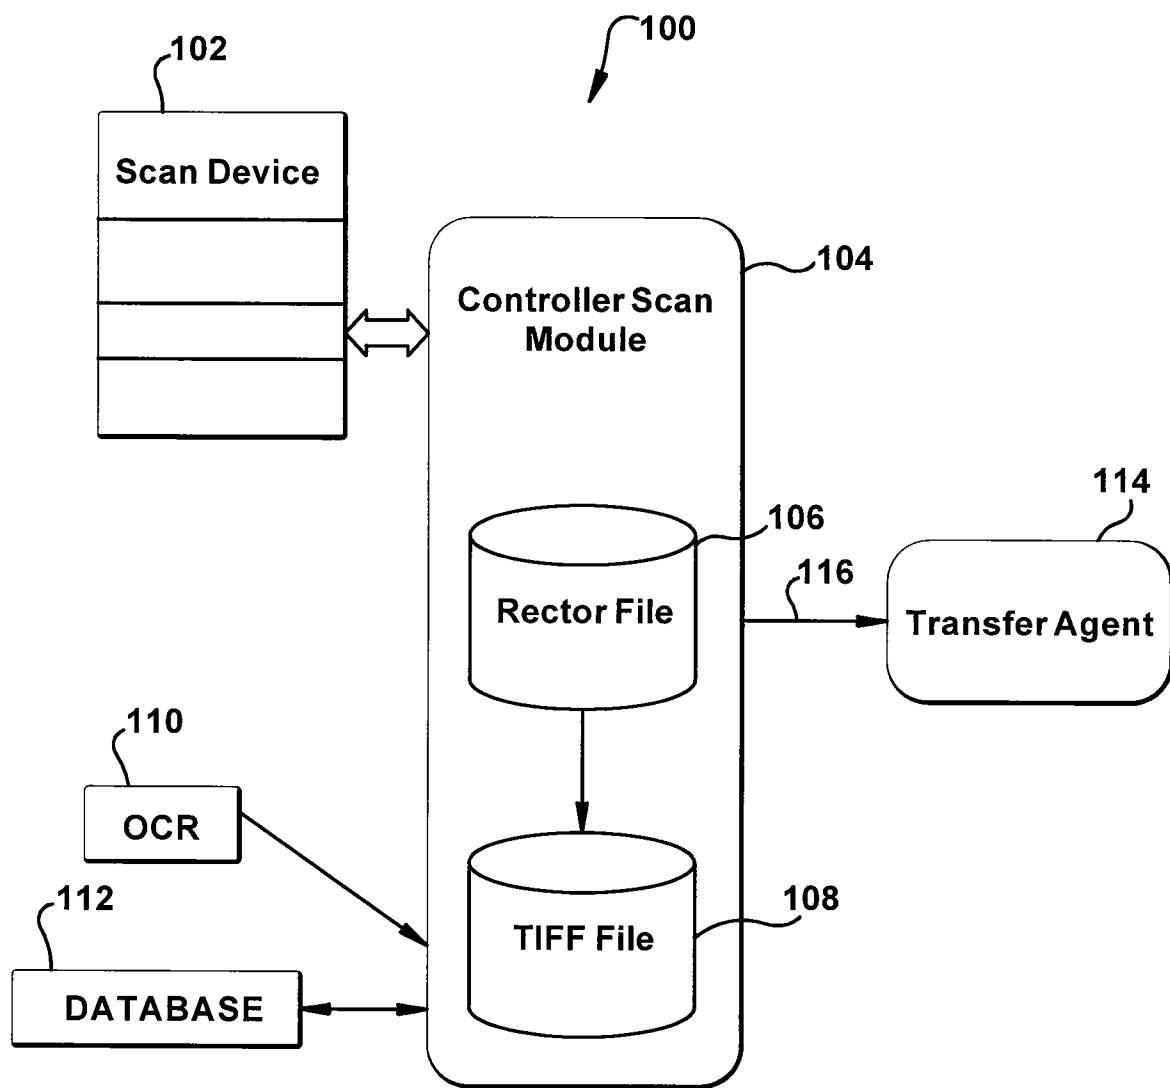 100
102
Scan Device
104
Controller Scan
Module
106
Rector File
114
116
Transfer Agent
110
OCR
108
TIFF File
112
DATABASE